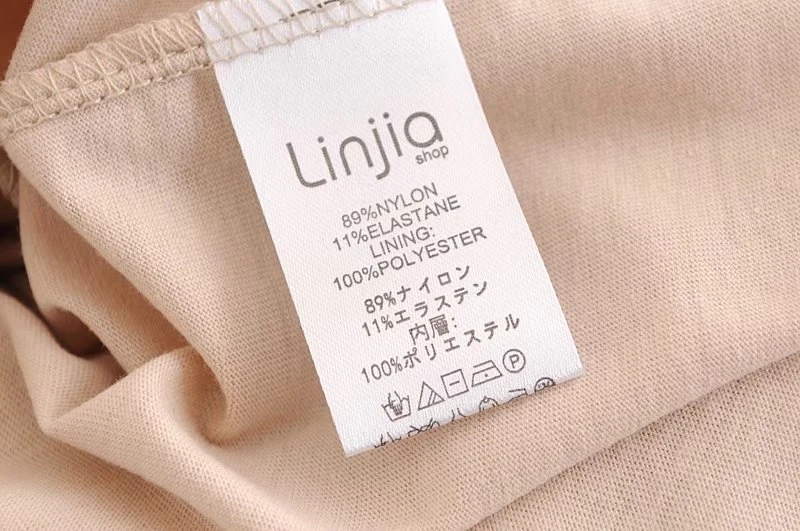 Linjia
shop
89%NYLON
11%ELASTANE
LINING:
100%POLYESTER
89%ナイロン
11%エラステン
内層:
100%ポリエステル
P